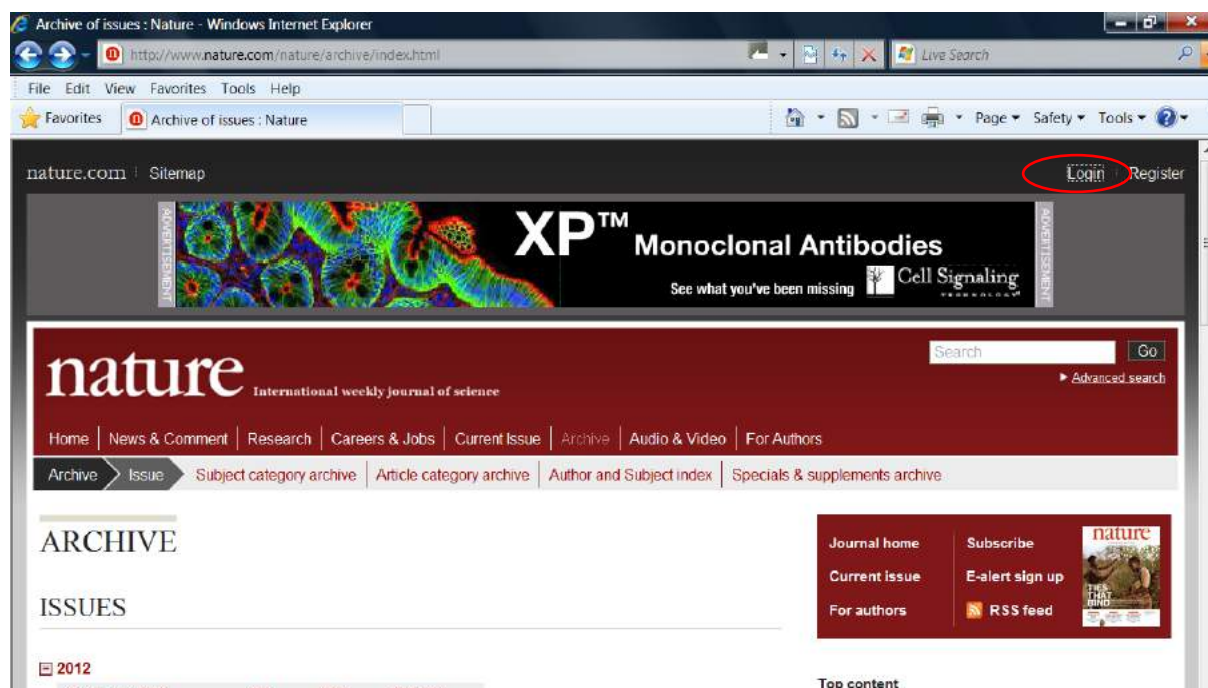 Archive of issues : Nature - Windows Internet Explorer
http://www.nature.com/nature/archive/index.html
Live Search
File Edit View Favorites Tools Help
Favorites
Archive of issues : Nature
Page Safety Tools
nature.com Sitemap
Login Register
ADVERTISEMENT
XP™ Monoclonal Antibodies
See what you've been missing
Cell Signaling
TECHNOLOGY
ADVERTISEMENT
nature International weekly journal of science
Search Go
Advanced search
Home News & Comment Research Careers & Jobs Current Issue Archive Audio & Video For Authors
Archive Issue Subject category archive Article category archive Author and Subject index Specials & supplements archive
ARCHIVE
ISSUES
2012
Journal home
Subscribe
Current issue
E-alert sign up
For authors
RSS feed
nature
TIES
THAT
BIND
Top content